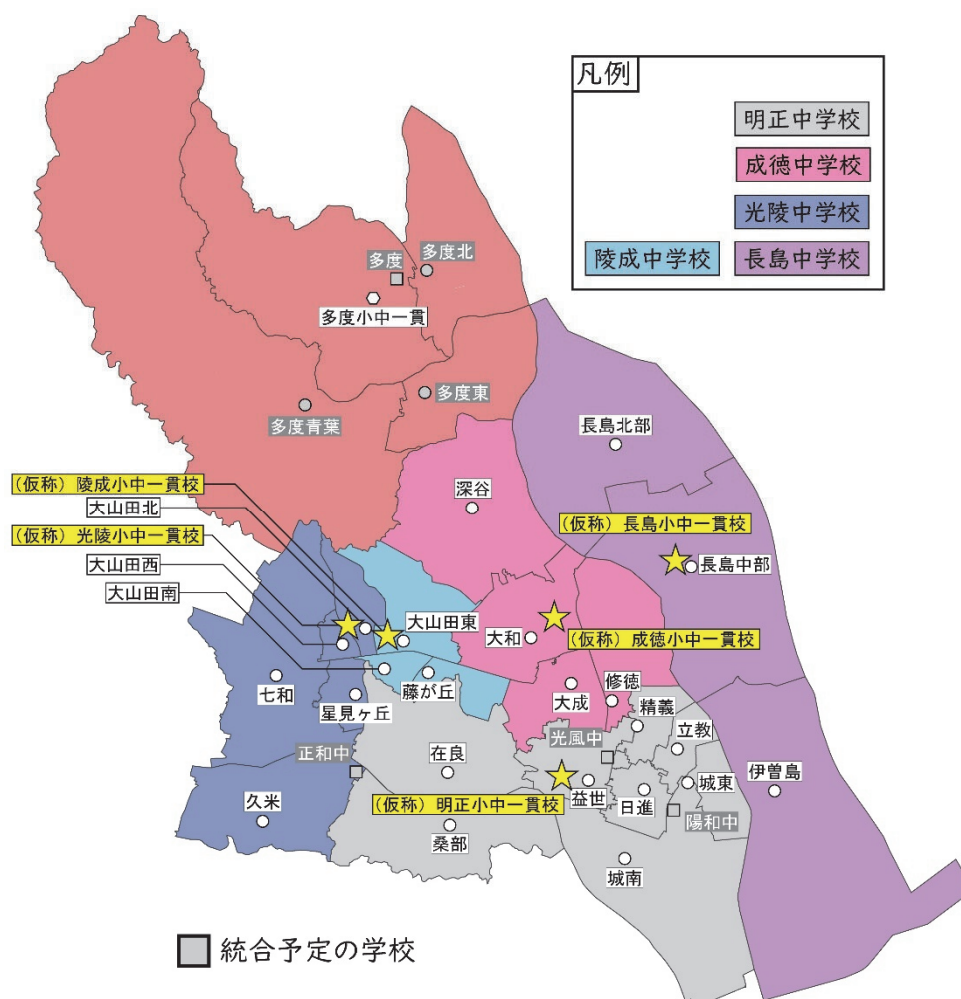 凡例
明正中学校
成徳中学校
光陵中学校
陵成中学校 長島中学校
多度
多度北
多度小中一貫
多度東
多度青葉
長島北部
(仮称)陵成小中一貫校
大山田北
深谷
(仮称)光陵小中一貫校
(仮称)長島小中一貫校
大山田西
長島中部
大山田南
大山田東
大和
(仮称)成徳小中一貫校
七和
藤が丘
大成
修徳
星見ヶ丘
精義
光風中
立教
正和中
在良
伊曽島
城東
益世
日進
(仮称)明正小中一貫校
久米
陽和中
桑部
城南
統合予定の学校